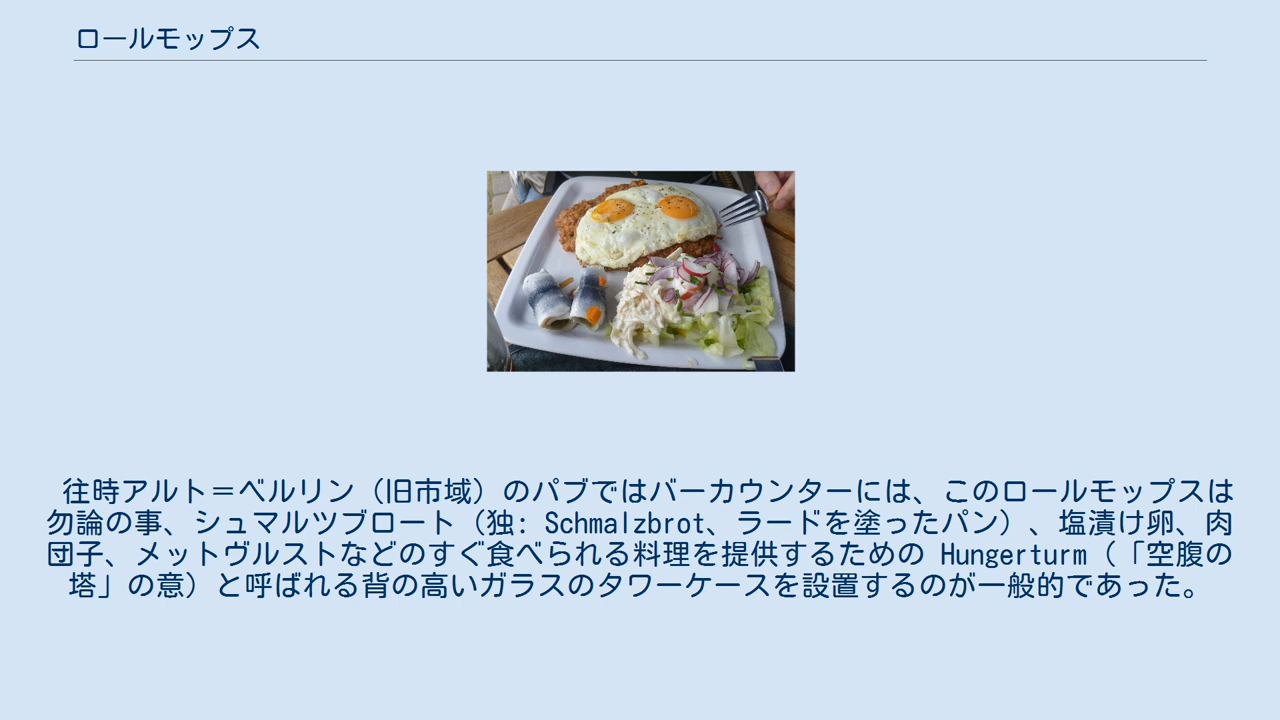 ロールモップス
往時アルト＝ベルリン（旧市域）のパブではバーカウンターには、このロールモップスは
勿論の事、シュマルツブロート（独: Schmalzbrot、ラードを塗ったパン）、塩漬け卵、肉
団子、メットヴルストなどのすぐ食べられる料理を提供するための Hungerturm（「空腹の
塔」の意）と呼ばれる背の高いガラスのタワーケースを設置するのが一般的であった。